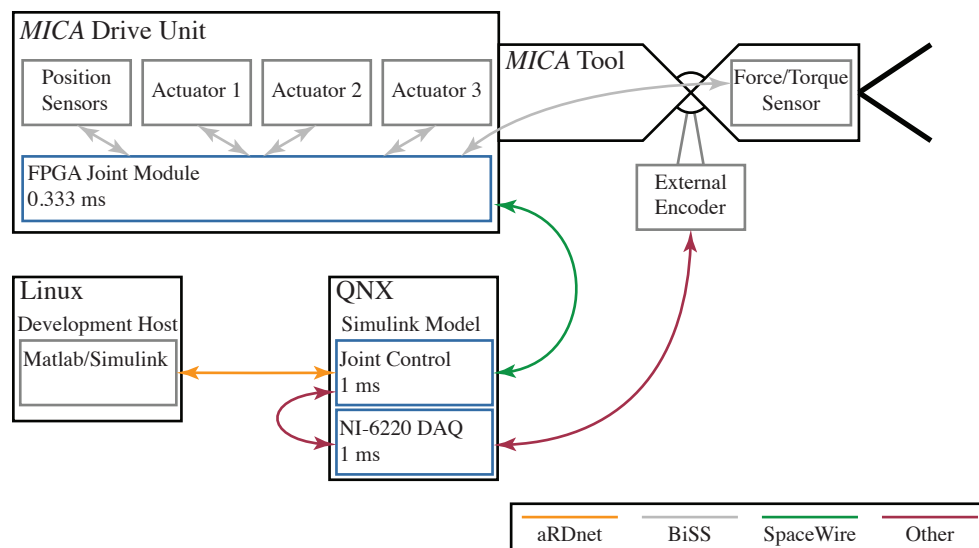 MICA Drive Unit
Position
Sensors
Actuator 1
Actuator 2
Actuator 3
FPGA Joint Module
0.333 ms
MICA Tool
Force/Torque
Sensor
External
Encoder
Linux
Development Host
Matlab/Simulink
QNX
Simulink Model
Joint Control
1 ms
NI-6220 DAQ
1 ms
aRDnet
BiSS
SpaceWire
Other